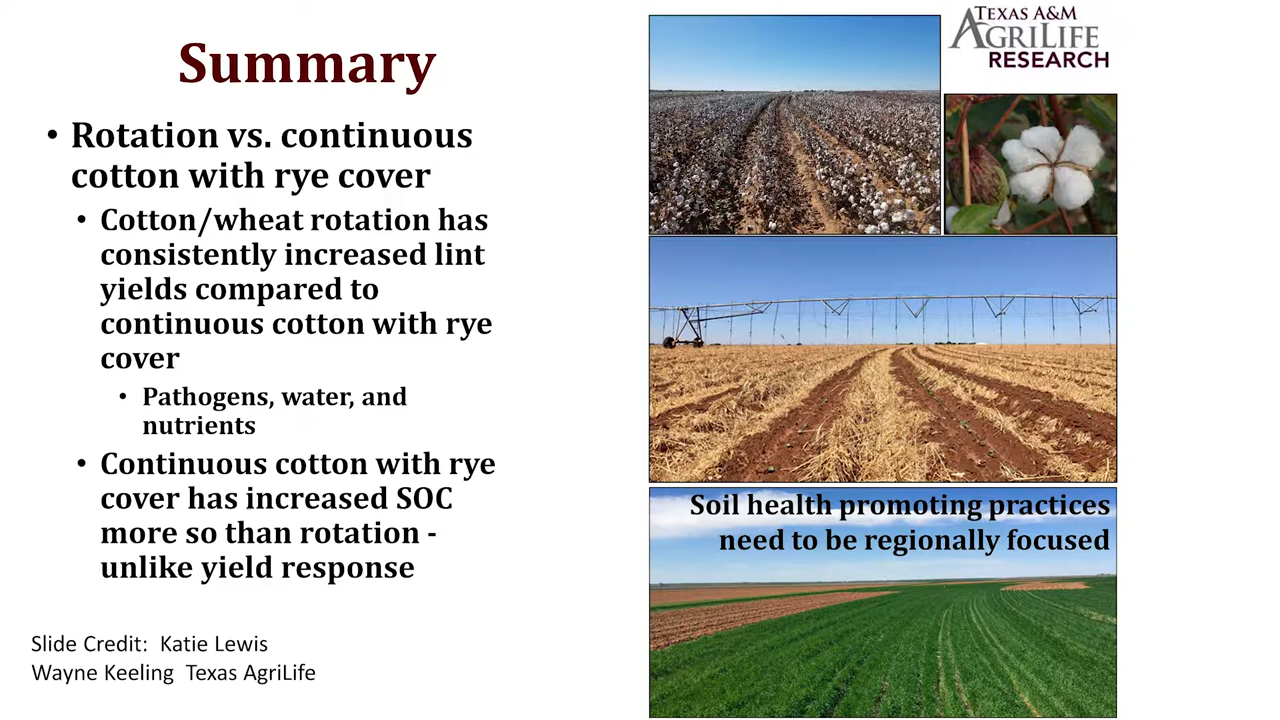 Summary
• Rotation vs. continuous
cotton with rye cover
• Cotton/wheat rotation has
consistently increased lint
yields compared to
continuous cotton with rye
cover
• Pathogens, water, and
nutrients
• Continuous cotton with rye
cover has increased SOC
more so than rotation -
unlike yield response
Slide Credit: Katie Lewis
Wayne Keeling Texas AgriLife
TEXAS A&M
AGRILIFE
RESEARCH
Soil health promoting practices
need to be regionally focused